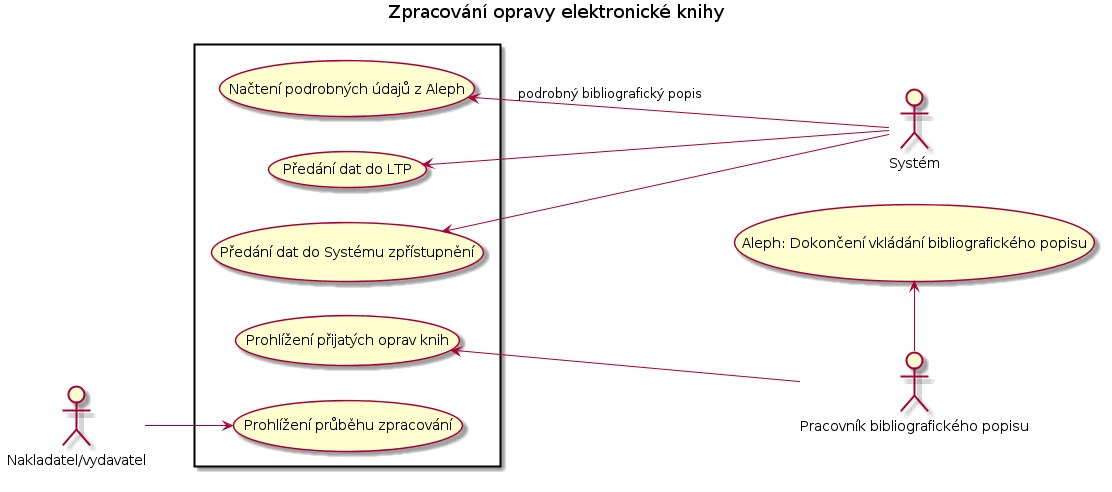 Zpracování opravy elektronické knihy
Načtení podrobných údajů z Aleph
podrobný bibliografický popis
Systém
Předání dat do LTP
Předání dat do Systému zpřístupnění
Aleph: Dokončení vkládání bibliografického popisu
Prohlížení přijatých oprav knih
Pracovník bibliografického popisu
Prohlížení průběhu zpracování
Nakladatel/vydavatel